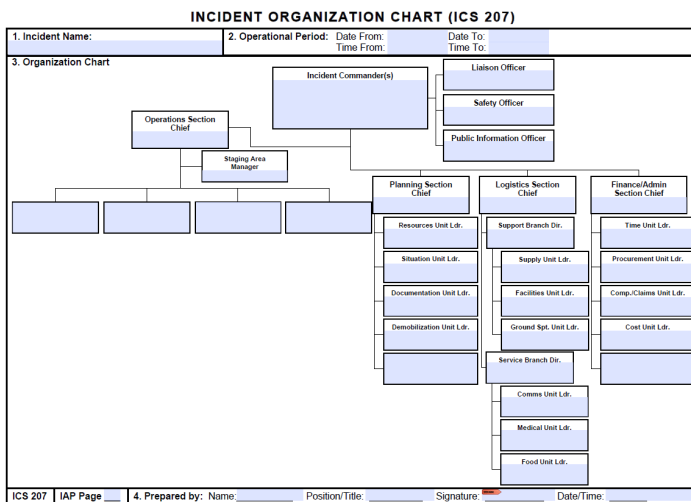 INCIDENT ORGANIZATION CHART (ICS 207)
1. Incident Name:
2. Operational Period: Date From: Date To:
Time From: Time To:
3. Organization Chart
Incident Commander(s)
Liaison Officer
Safety Officer
Public Information Officer
Operations Section
Chief
Staging Area
Manager
Planning Section
Chief
Resources Unit Ldr.
Situation Unit Ldr.
Documentation Unit Ldr.
Demobilization Unit Ldr.
Logistics Section
Chief
Support Branch Dir.
Supply Unit Ldr.
Facilities Unit Ldr.
Ground Spt. Unit Ldr.
Service Branch Dir.
Comms Unit Ldr.
Medical Unit Ldr.
Food Unit Ldr.
Finance/Admin
Section Chief
Time Unit Ldr.
Procurement Unit Ldr.
Comp./Claims Unit Ldr.
Cost Unit Ldr.
ICS 207 IAP Page 4. Prepared by: Name: Position/Title: Signature: Date/Time: